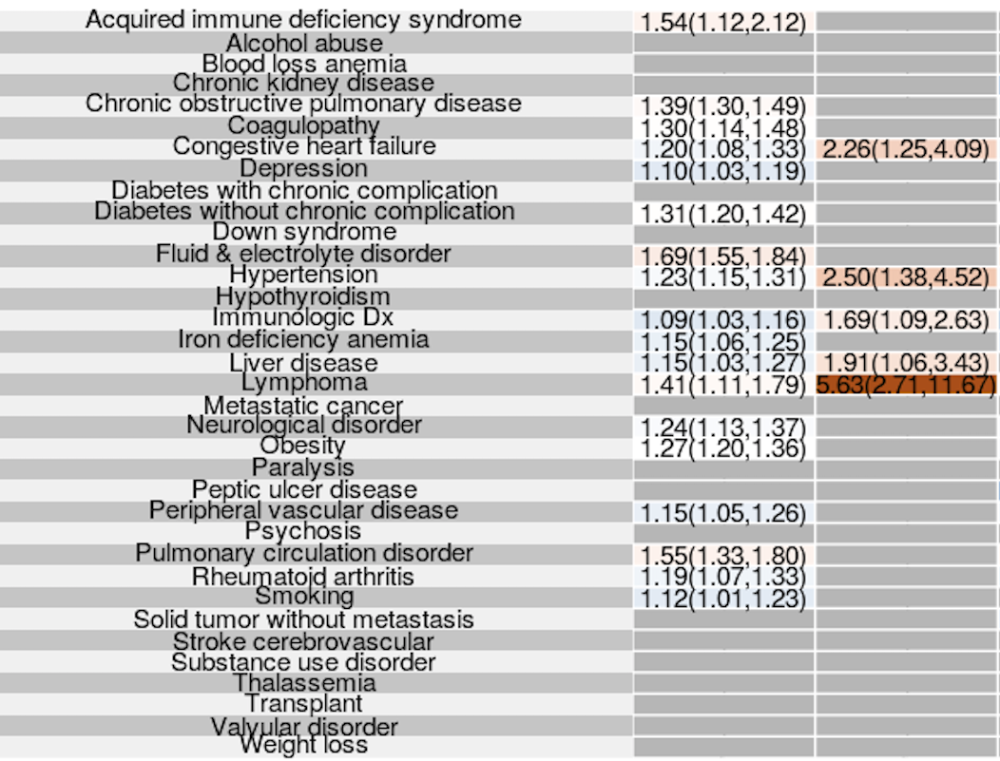 Acquired immune deficiency syndrome 1.54(1.12,2.12)
Alcohol abuse
Blood loss anemia
Chronic kidney disease
Chronic obstructive pulmonary disease 1.39(1.30,1.49)
Coagulopathy 1.30(1.14,1.48)
Congestive heart failure 1.20(1.08,1.33) 2.26(1.25,4.09)
Depression 1.10(1.03,1.19)
Diabetes with chronic complication
Diabetes without chronic complication 1.31(1.20,1.42)
Down syndrome
Fluid & electrolyte disorder 1.69(1.55,1.84)
Hypertension 1.23(1.15,1.31) 2.50(1.38,4.52)
Hypothyroidism
Immunologic Dx 1.09(1.03,1.16) 1.69(1.09,2.63)
Iron deficiency anemia 1.15(1.06,1.25)
Liver disease 1.15(1.03,1.27) 1.91(1.06,3.43)
Lymphoma 1.41(1.11,1.79) 5.63(2.71,11.67)
Metastatic cancer
Neurological disorder 1.24(1.13,1.37)
Obesity 1.27(1.20,1.36)
Paralysis
Peptic ulcer disease
Peripheral vascular disease 1.15(1.05,1.26)
Psychosis
Pulmonary circulation disorder 1.55(1.33,1.80)
Rheumatoid arthritis 1.19(1.07,1.33)
Smoking 1.12(1.01,1.23)
Solid tumor without metastasis
Stroke cerebrovascular
Substance use disorder
Thalassemia
Transplant
Valvular disorder
Weight loss